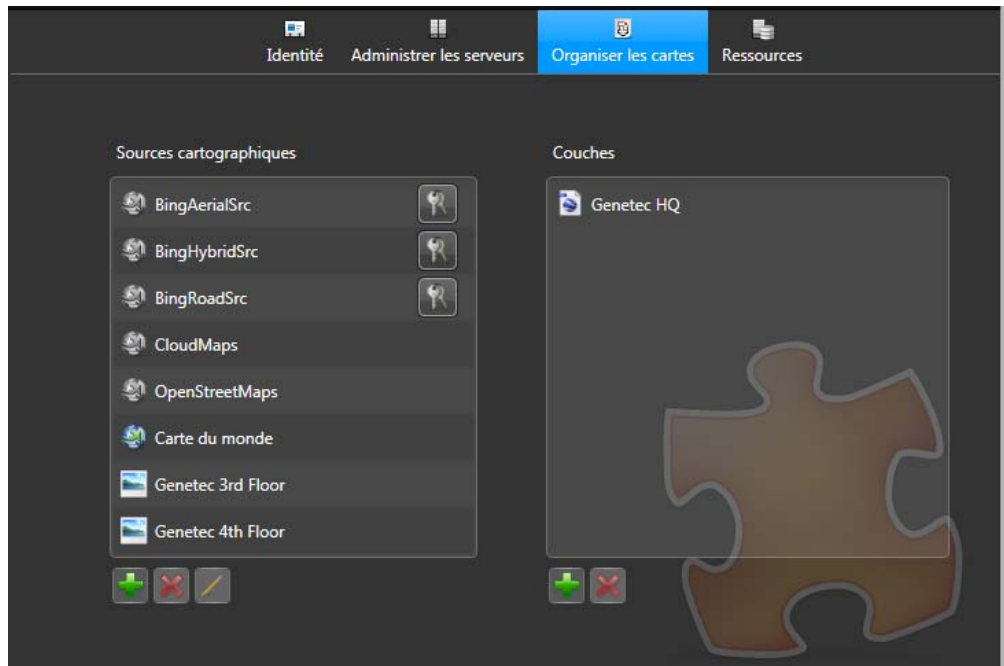 Identité
Administrer les serveurs
Organiser les cartes
Ressources
Sources cartographiques
BingAerialSrc
BingHybridSrc
BingRoadSrc
CloudMaps
OpenStreetMaps
Carte du monde
Genetec 3rd Floor
Genetec 4th Floor
Couches
Genetec HQ